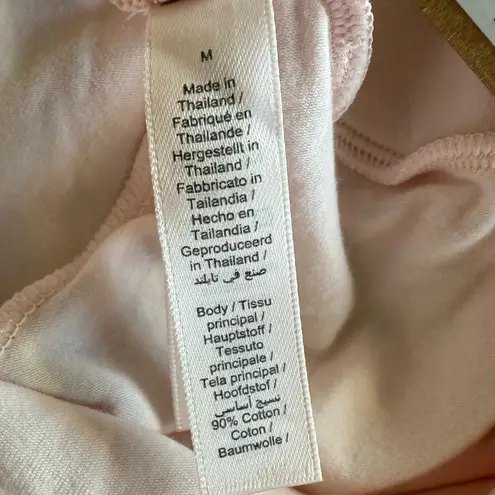 M
Made in
Thailand /
Fabriqué en
Thaïlande /
Hergestellt in
Thailand /
Fabbricato in
Tailandia /
Hecho en
Tailandia /
Geproduceerd
in Thailand /
صنع في تايلند
Body / Tissu
principal /
Hauptstoff /
Tessuto
principale /
Tela principal /
Hoofdstof /
نسيج أساسي
90% Cotton /
Coton /
Baumwolle /